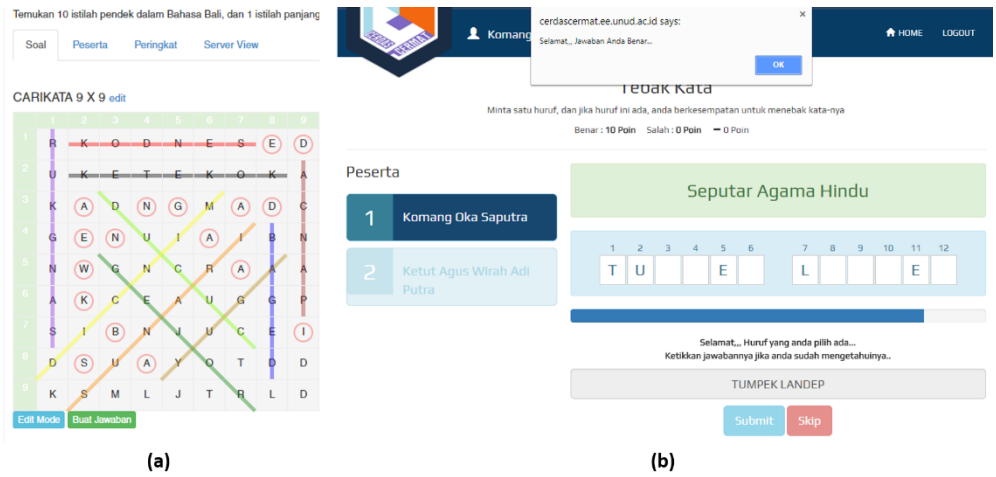 Temukan 10 istilah pendek dalam Bahasa Bali, dan 1 istilah panjang
Soal Peserta Peringkat Server View
CARIKATA 9 X 9 edit
1 2 3 4 5 6 7 8 9
1 R K O D N E S E D
2 U K E T E K O K A
3 K A D N G M A D C
4 G E N U I A I B N
5 N W G N C R A A A
6 A K C E A U G G P
7 S I B N J U C E I
8 D S U A Y O T D D
9 K S M L J T R L D
Edit Mode Buat Jawaban
(a)
CERDAS CERMAT
Komang
HOME LOGOUT
cerdascermat.ee.unud.ac.id says:
Selamat,,, Jawaban Anda Benar...
OK
Tebak Kata
Minta satu huruf, dan jika huruf ini ada, anda berkesempatan untuk menebak kata-nya
Benar : 10 Poin Salah : 0 Poin – 0 Poin
Peserta
1 Komang Oka Saputra
2 Ketut Agus Wirah Adi
Putra
Seputar Agama Hindu
1 2 3 4 5 6 7 8 9 10 11 12
T U E L E
Selamat,,, Huruf yang anda pilih ada...
Ketikkan jawabannya jika anda sudah mengetahuinya..
TUMPEK LANDEP
Submit Skip
(b)